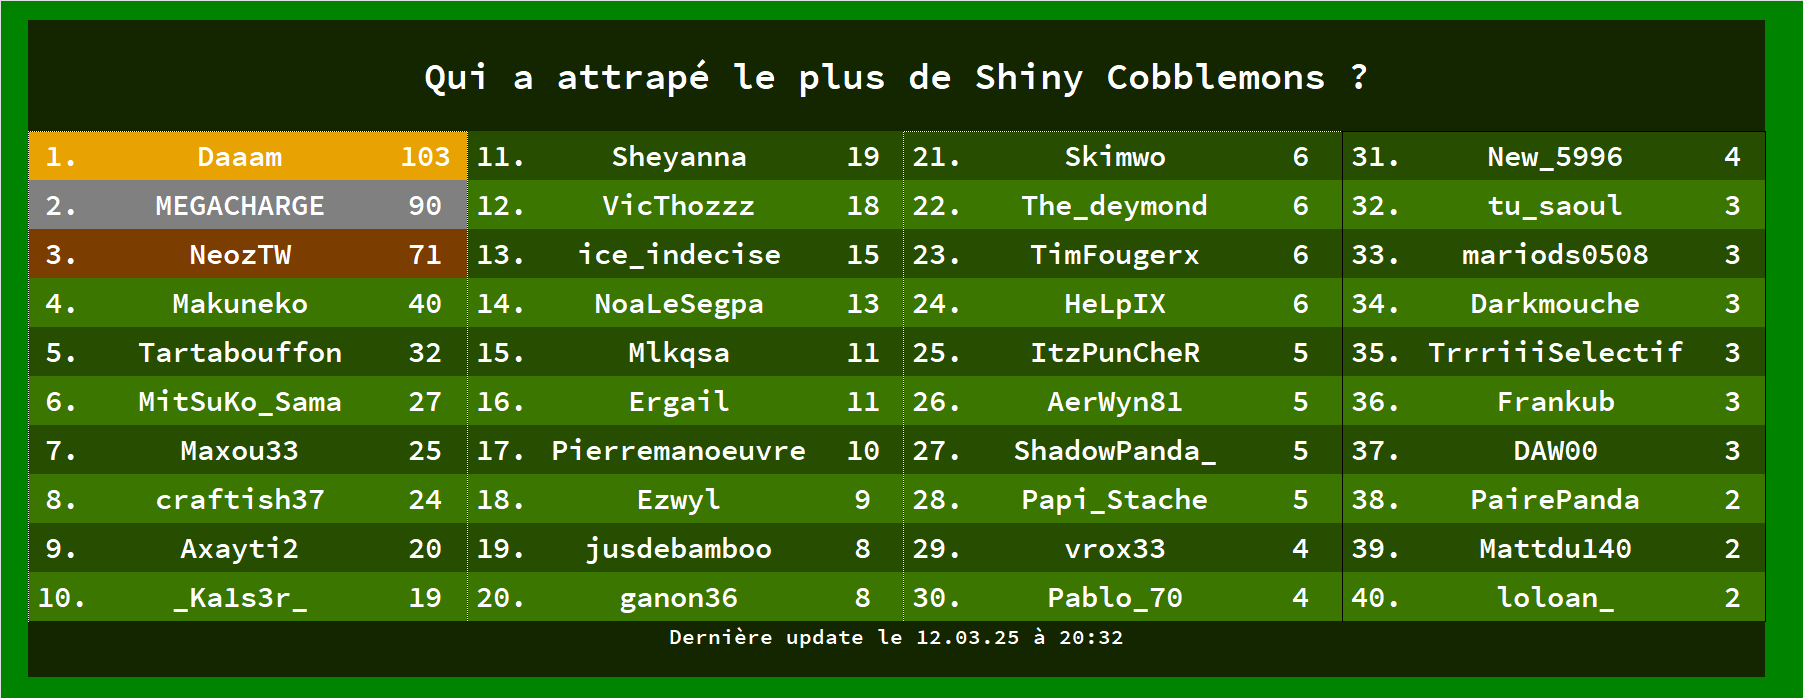 Qui a attrapé le plus de Shiny Cobblemons ?
1. Daaam 103
2. MEGACHARGE 90
3. NeozTW 71
4. Makuneko 40
5. Tartabouffon 32
6. MitSuKo_Sama 27
7. Maxou33 25
8. craftish37 24
9. Axayti2 20
10. _Ka1s3r_ 19
11. Sheyanna 19
12. VicThozzz 18
13. ice_indecise 15
14. NoaLeSegpa 13
15. Mlkqsa 11
16. Ergail 11
17. Pierremanoeuvre 10
18. Ezwyl 9
19. jusdebamboo 8
20. ganon36 8
21. Skimwo 6
22. The_deymond 6
23. TimFougerx 6
24. HeLpIX 6
25. ItzPunCheR 5
26. AerWyn81 5
27. ShadowPanda_ 5
28. Papi_Stache 5
29. vrox33 4
30. Pablo_70 4
31. New_5996 4
32. tu_saoul 3
33. mariods0508 3
34. Darkmouche 3
35. TrrriiiSelectif 3
36. Frankub 3
37. DAW00 3
38. PairePanda 2
39. Mattdu140 2
40. loloan_ 2
Dernière update le 12.03.25 à 20:32